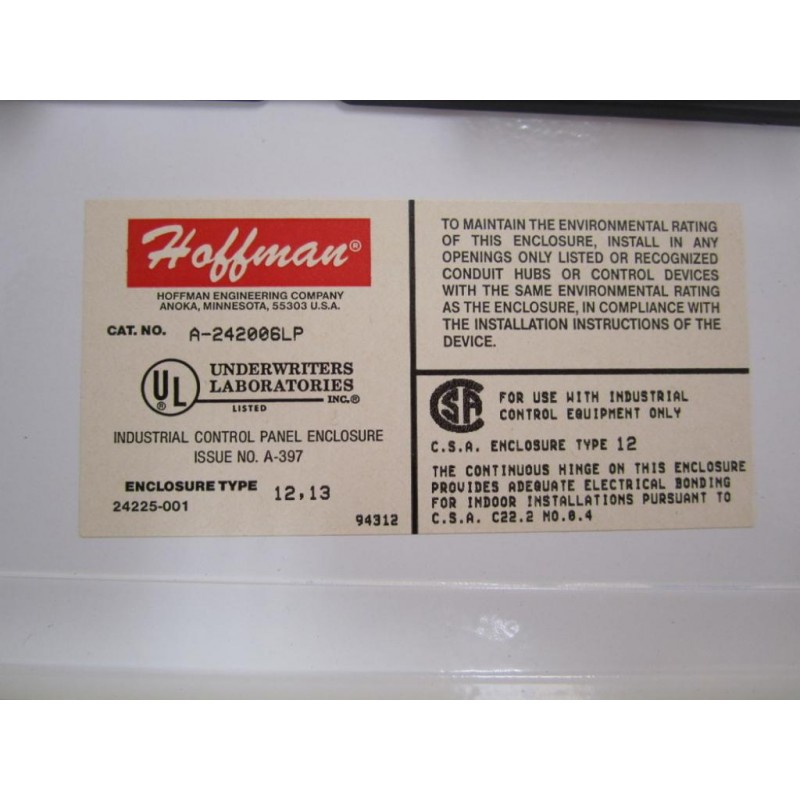 Hoffman®
HOFFMAN ENGINEERING COMPANY
ANOKA, MINNESOTA, 55303 U.S.A.
CAT. NO. A-242006LP
UL UNDERWRITERS
LABORATORIES
INC.®
LISTED
INDUSTRIAL CONTROL PANEL ENCLOSURE
ISSUE NO. A-397
ENCLOSURE TYPE 12,13
24225-001
94312
TO MAINTAIN THE ENVIRONMENTAL RATING
OF THIS ENCLOSURE, INSTALL IN ANY
OPENINGS ONLY LISTED OR RECOGNIZED
CONDUIT HUBS OR CONTROL DEVICES
WITH THE SAME ENVIRONMENTAL RATING
AS THE ENCLOSURE, IN COMPLIANCE WITH
THE INSTALLATION INSTRUCTIONS OF THE
DEVICE.
CSA FOR USE WITH INDUSTRIAL
CONTROL EQUIPMENT ONLY
C.S.A. ENCLOSURE TYPE 12
THE CONTINUOUS HINGE ON THIS ENCLOSURE
PROVIDES ADEQUATE ELECTRICAL BONDING
FOR INDOOR INSTALLATIONS PURSUANT TO
C.S.A. C22.2 NO.0.4